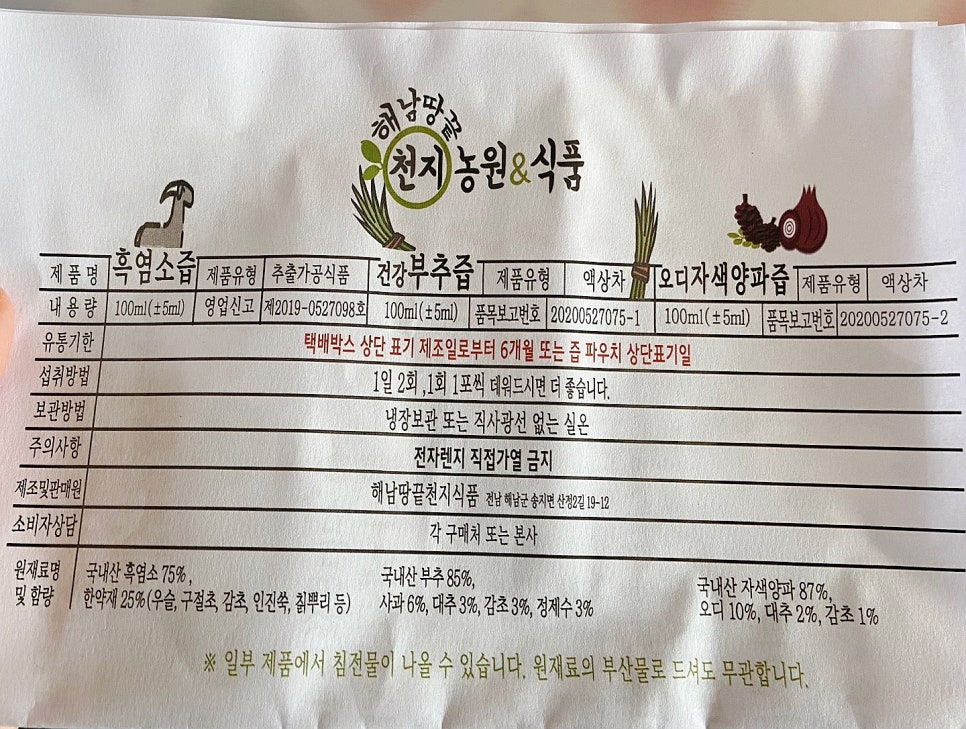 해남땅끝
천지농원&식품
제품명 흑염소즙 제품유형 추출가공식품 건강부추즙 제품유형 액상차 오디자색양파즙 제품유형 액상차
내용량 100ml(±5ml) 영업신고 제2019-0527098호 100ml(±5ml) 품목보고번호 20200527075-1 100ml(±5ml) 품목보고번호 20200527075-2
유통기한 택배박스 상단 표기 제조일로부터 6개월 또는 즙 파우치 상단표기일
섭취방법 1일 2회 ,1회 1포씩 데워드시면 더 좋습니다.
보관방법 냉장보관 또는 직사광선 없는 실온
주의사항 전자렌지 직접가열 금지
제조및판매원 해남땅끝천지식품 전남 해남군 송지면 산정2길 19-12
소비자상담 각 구매처 또는 본사
원재료명 국내산 흑염소 75% , 국내산 부추 85%, 국내산 자색양파 87%,
및 함량 한약재 25%(우슬, 구절초, 감초, 인진쑥, 칡뿌리 등) 사과 6%, 대추 3%, 감초 3%, 정제수 3% 오디 10%, 대추 2%, 감초 1%
※ 일부 제품에서 침전물이 나올 수 있습니다. 원재료의 부산물로 드셔도 무관합니다.